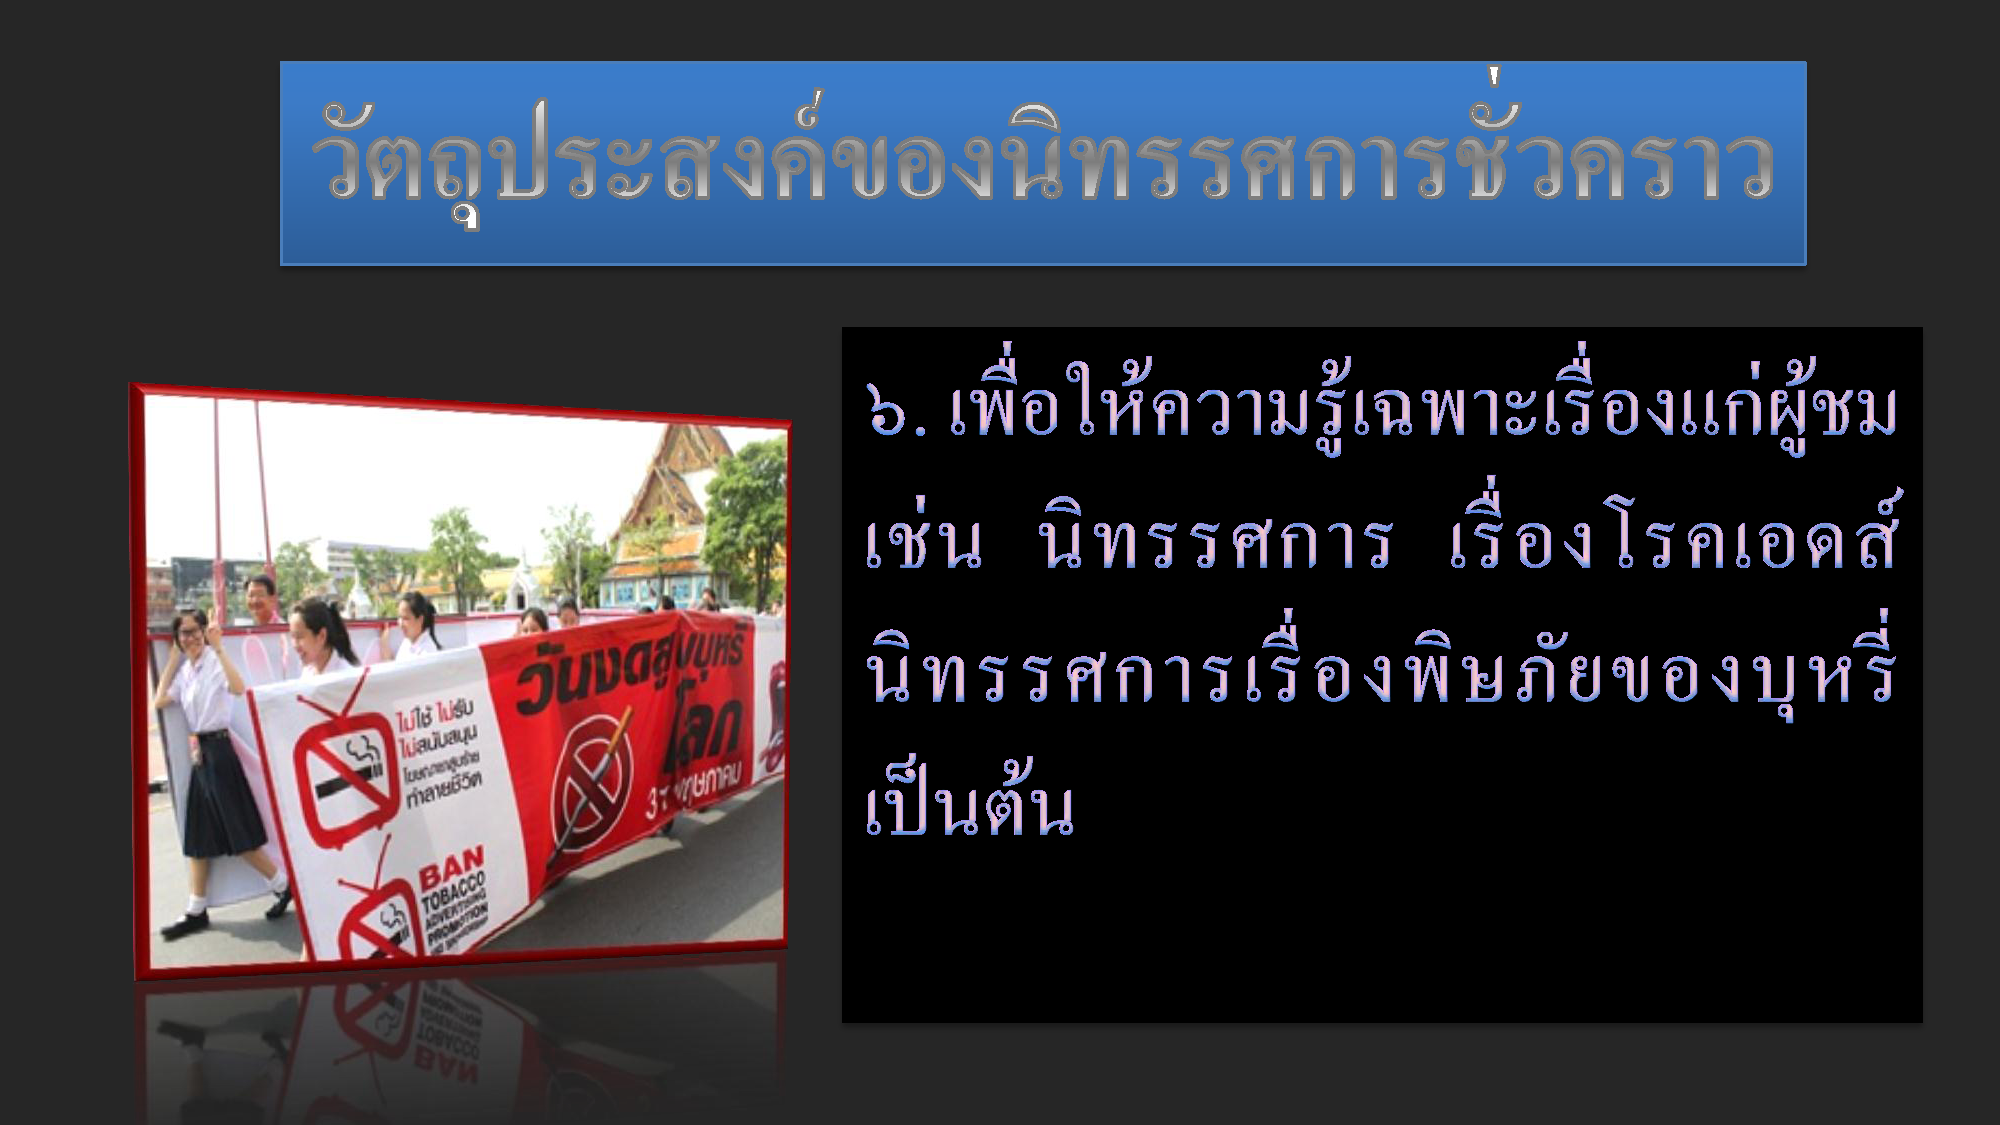 วัตถุประสงค์ของนิทรรศการชั่วคราว
๖. เพื่อให้ความรู้เฉพาะเรื่องแก่ผู้ชม
เช่น นิทรรศการ เรื่องโรคเอดส์
นิทรรศการเรื่องพิษภัยของบุหรี่
เป็นต้น
วันงดสูบบุหรี่
โลก
พฤษภาคม
ไม่ใช้ ไม่รับ
ไม่สนับสนุน
ทำลายชีวิต
BAN
TOBACCO
ADVERTISING
PROMOTION